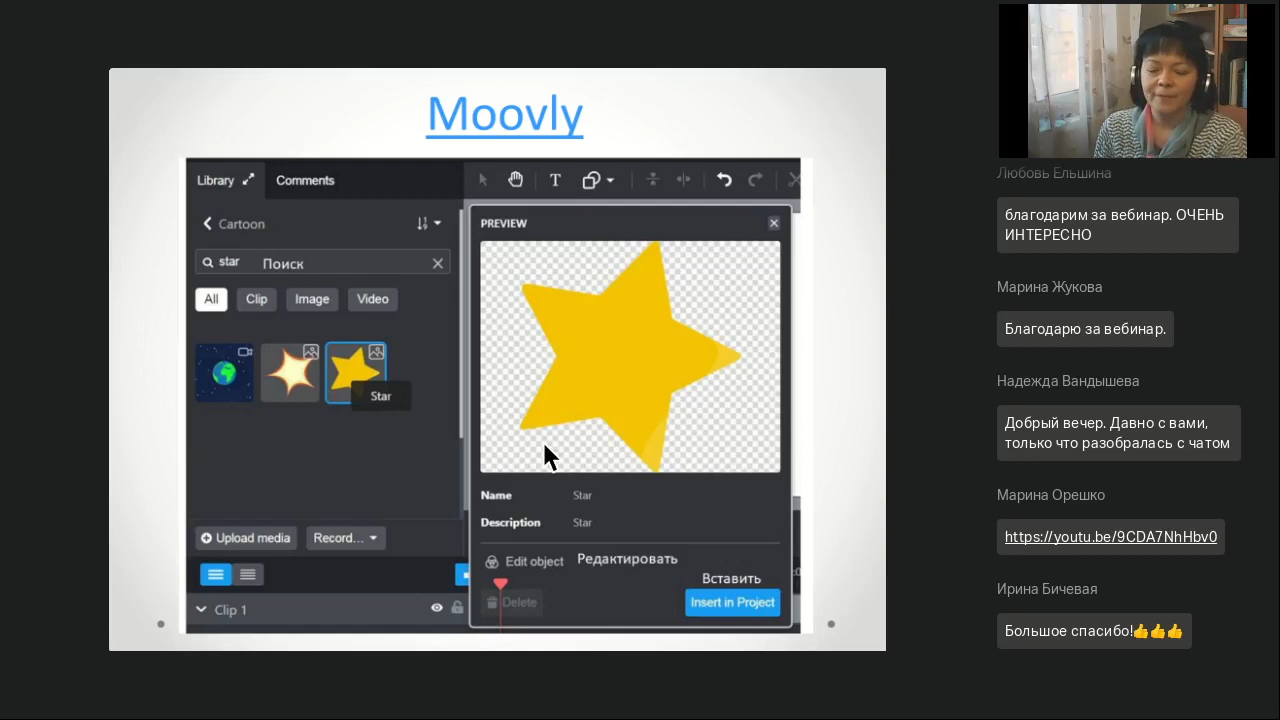 Moovly
Library
Comments
T
Cartoon
star
Поиск
All
Clip
Image
Video
Star
Upload media
Record...
Clip 1
PREVIEW
Name
Star
Description
Star
Edit object
Редактировать
Вставить
Delete
Insert in Project
Любовь Ельшина
благодарим за вебинар. ОЧЕНЬ
ИНТЕРЕСНО
Марина Жукова
Благодарю за вебинар.
Надежда Вандышева
Добрый вечер. Давно с вами,
только что разобралась с чатом
Марина Орешко
https://youtu.be/9CDA7NhHbv0
Ирина Бичевая
Большое спасибо!👍👍👍